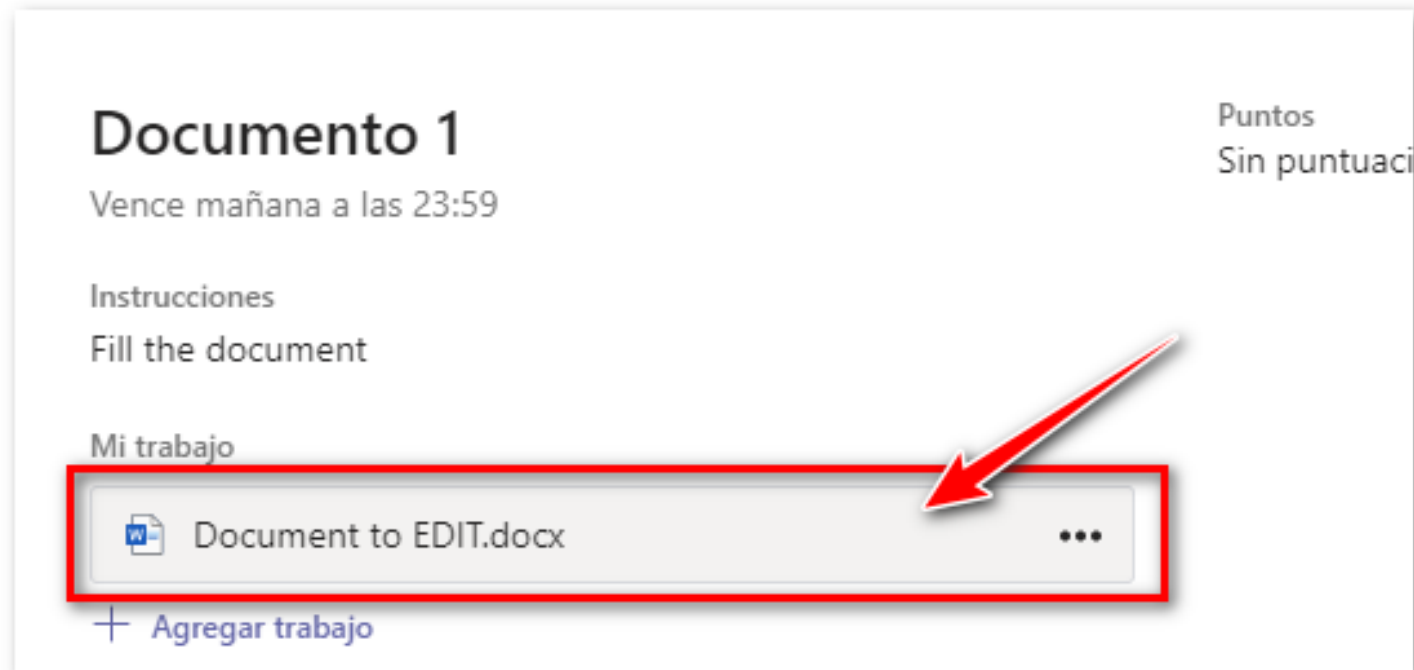 Documento 1
Puntos
Sin puntuaci
Vence mañana a las 23:59
Instrucciones
Fill the document
Mi trabajo
Document to EDIT.docx
Agregar trabajo